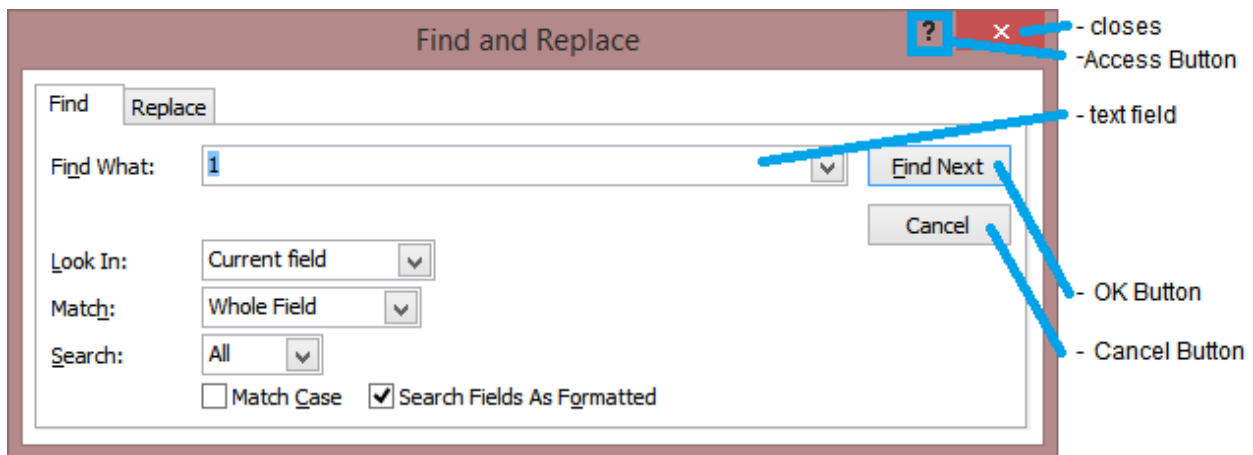 Find and Replace
?
×
- closes
-Access Button
Find
Replace
- text field
Find What:
1
Find Next
Cancel
Look In:
Current field
- OK Button
Match:
Whole Field
Search:
All
- Cancel Button
Match Case
Search Fields As Formatted